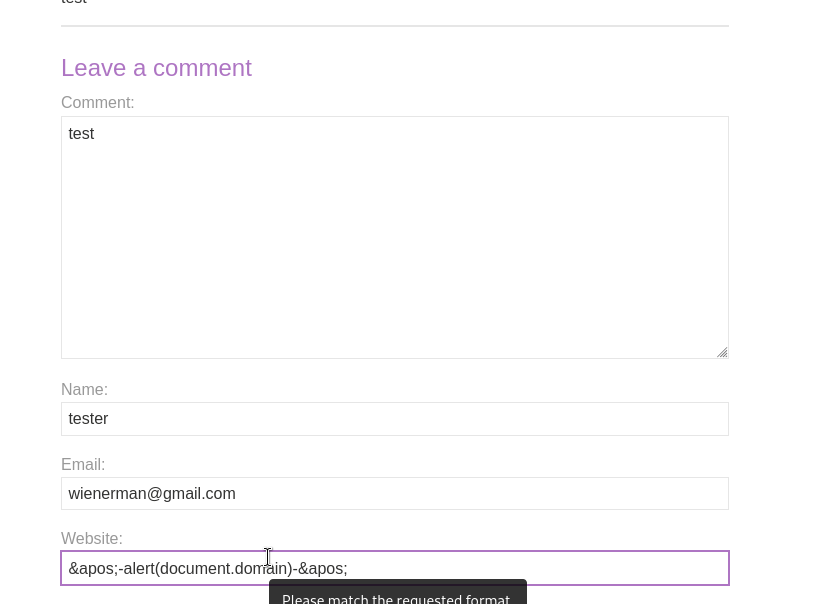 test
Leave a comment
Comment:
test
Name:
tester
Email:
wienerman@gmail.com
Website:
&apos;-alert(document.domain)-&apos;
Please match the requested format.